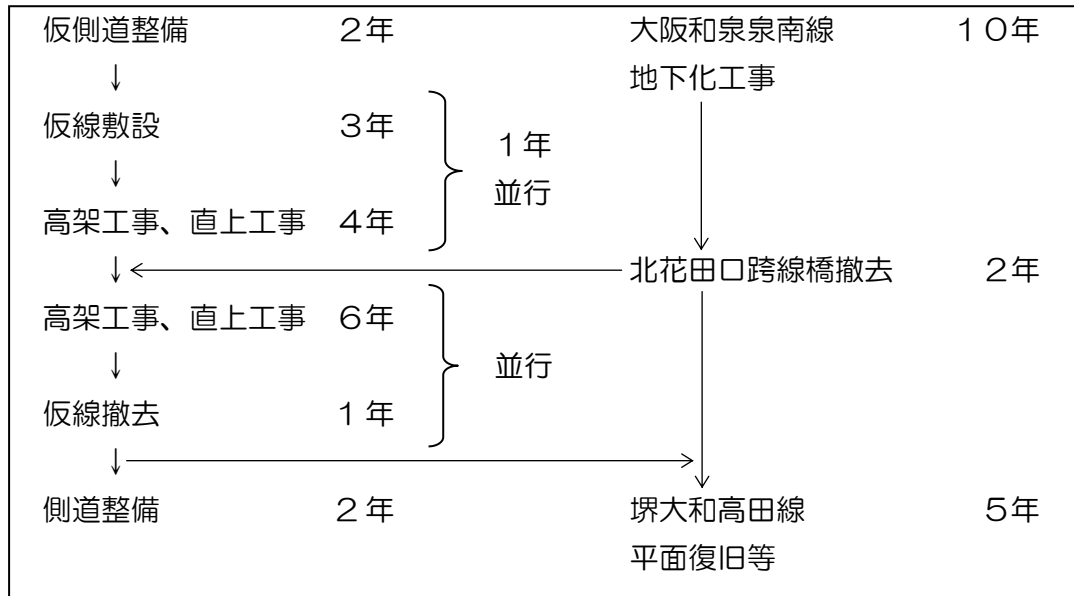 仮側道整備　２年　大阪和泉泉南線　１０年
↓　地下化工事
仮線敷設　３年
１年
↓
並行
高架工事、直上工事　４年
↓　北花田口跨線橋撤去　２年
高架工事、直上工事　６年
↓　並行
仮線撤去　１年
↓
側道整備　２年　堺大和高田線　５年
平面復旧等